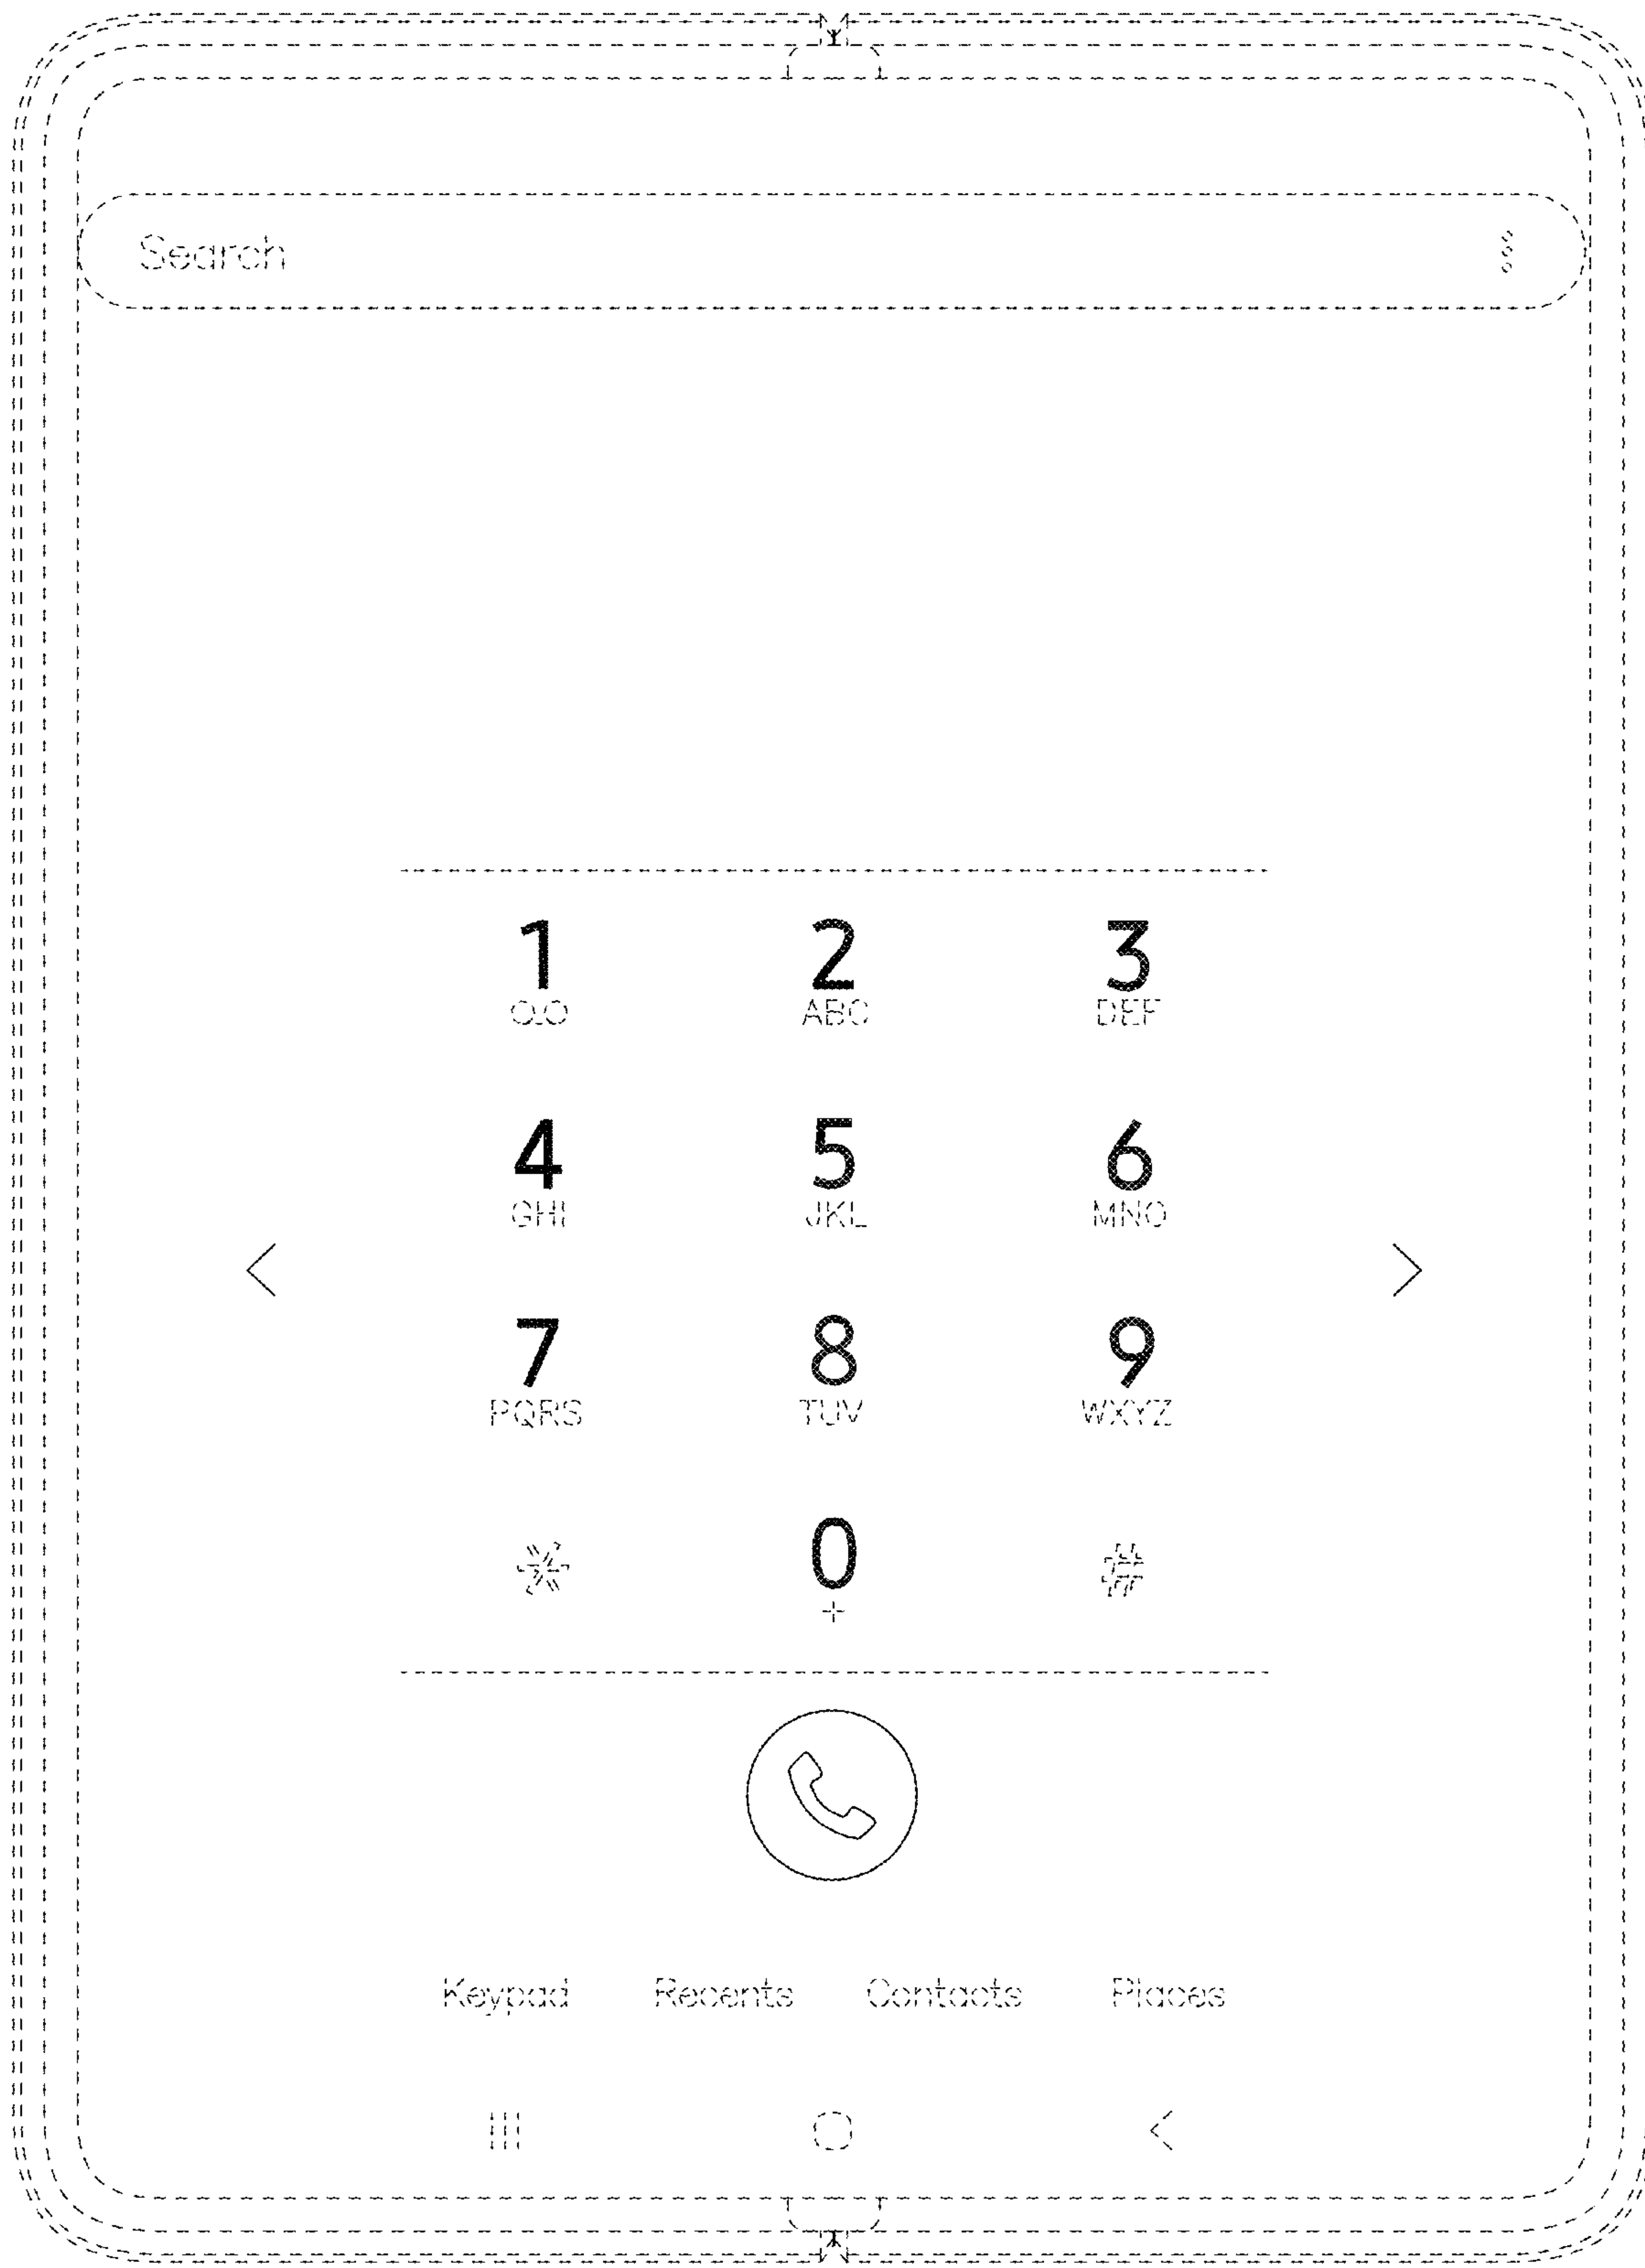 Search
1 2 3
ABC DEF
4 5 6
GHI JKL MNO
7 8 9
PQRS TUV WXYZ
* 0 #
+
Keypad Recents Contacts Places